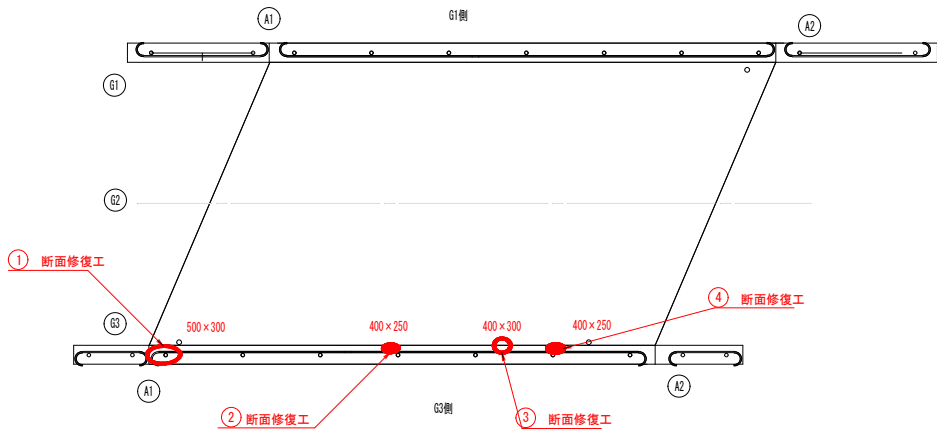 A1
G1側
A2
G1
G2
① 断面修復工
G3
500×300
400×250
400×300
400×250
④ 断面修復工
A1
② 断面修復工
G3側
③ 断面修復工
A2